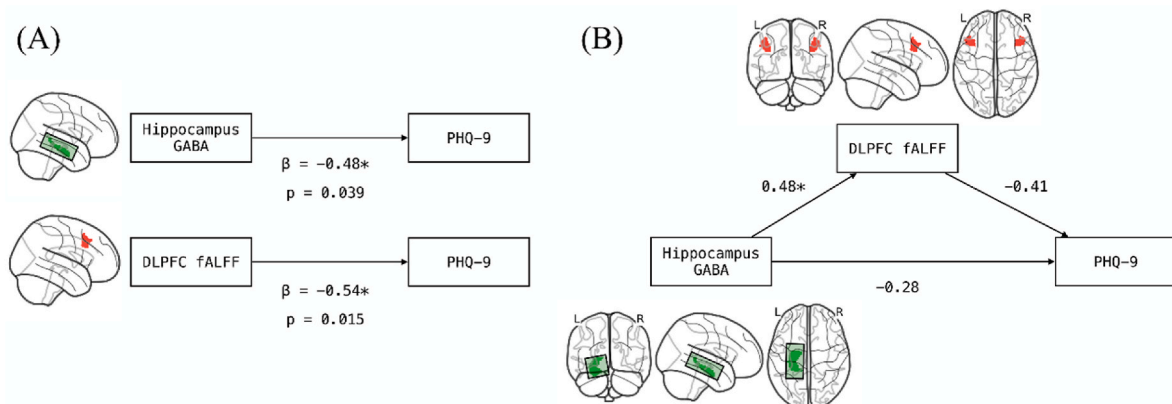 (A)
Hippocampus
GABA
PHQ-9
β = −0.48*
p = 0.039
DLPFC fALFF
PHQ-9
β = −0.54*
p = 0.015
(B)
L R
L
R
DLPFC fALFF
0.48*
−0.41
Hippocampus
GABA
PHQ-9
−0.28
L R
L
R